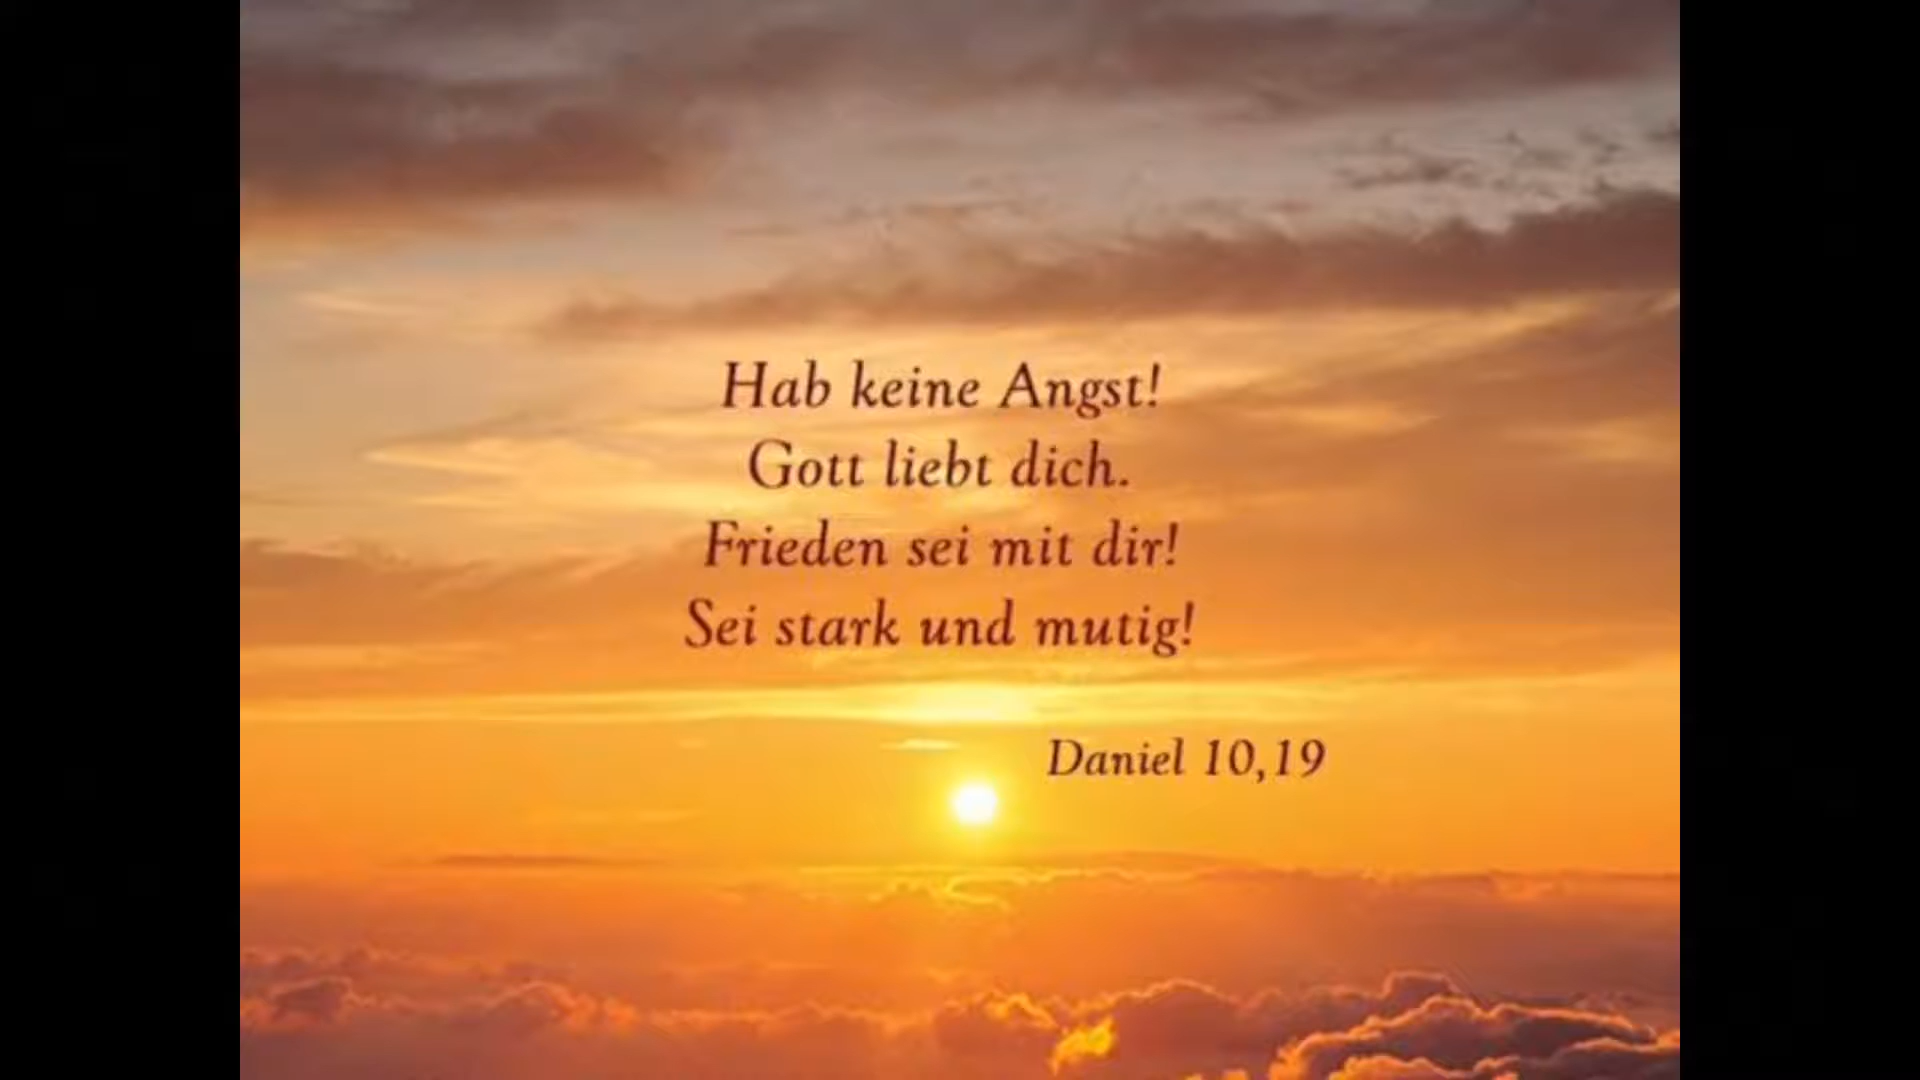 Hab keine Angst!
Gott liebt dich.
Frieden sei mit dir!
Sei stark und mutig!
Daniel 10,19